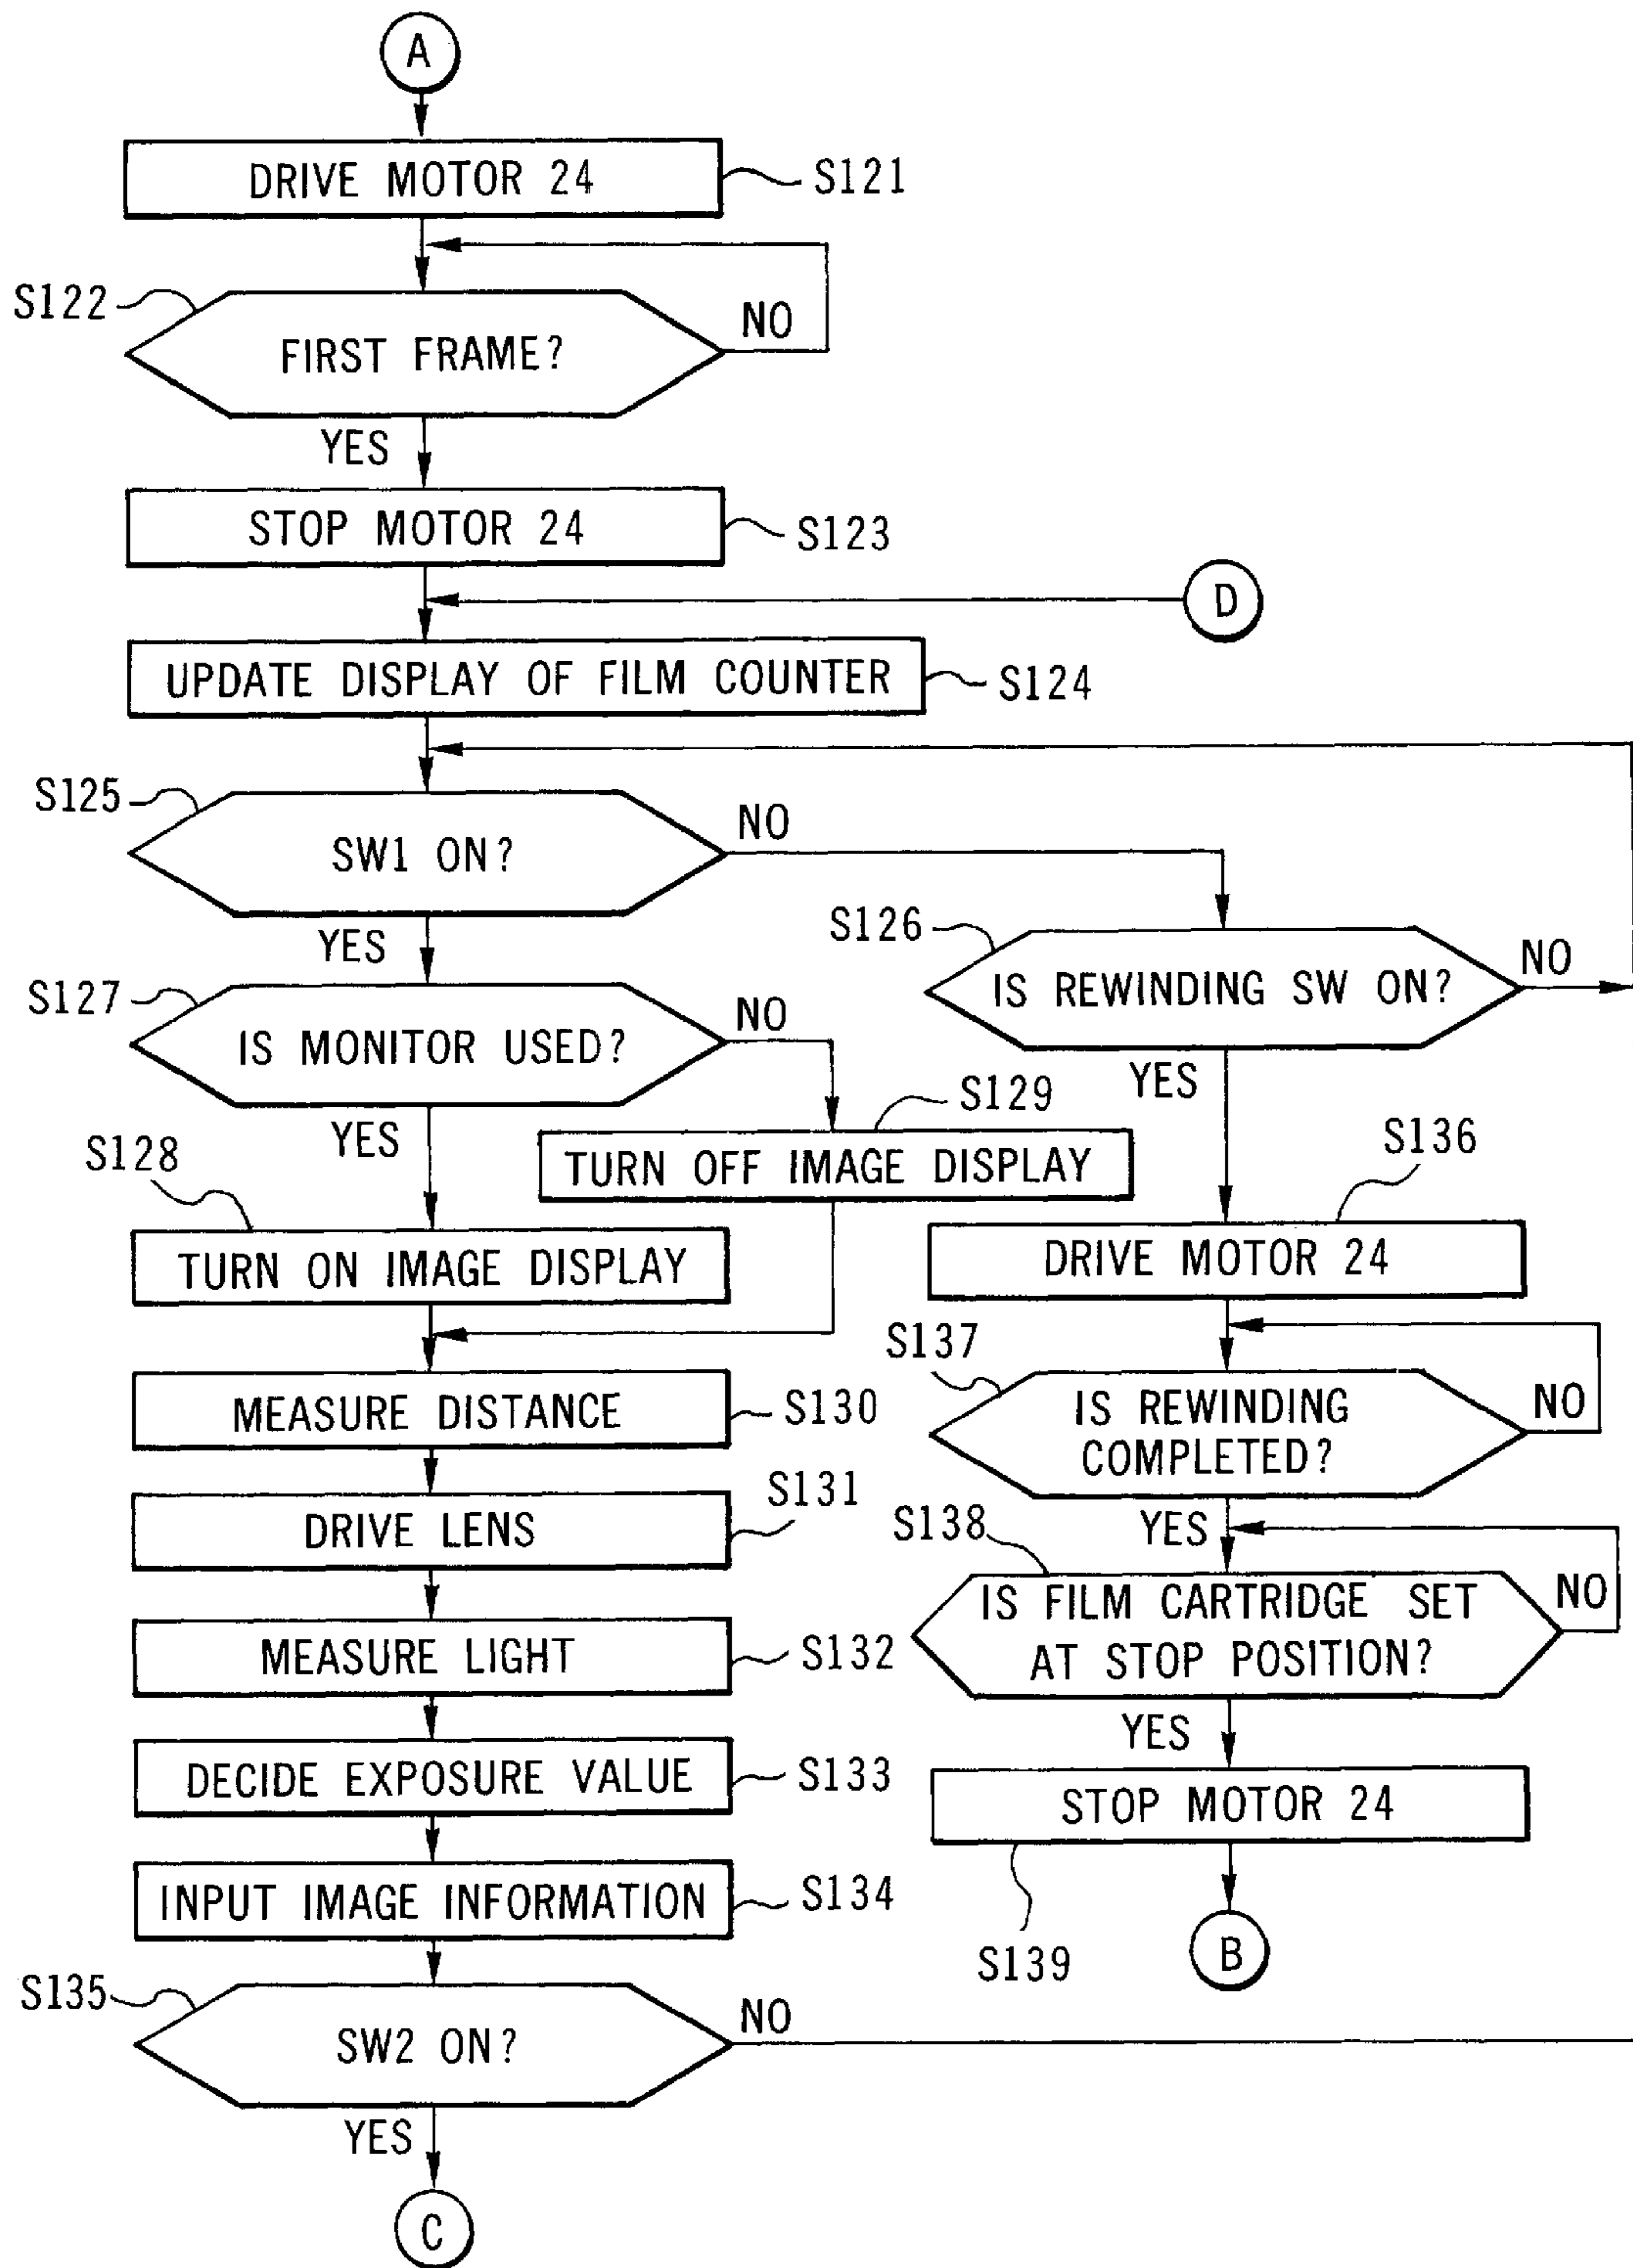 A
DRIVE MOTOR 24
S121
S122
FIRST FRAME?
NO
YES
STOP MOTOR 24
S123
D
UPDATE DISPLAY OF FILM COUNTER
S124
S125
SW1 ON?
NO
YES
S126
IS REWINDING SW ON?
NO
YES
S127
IS MONITOR USED?
NO
YES
S129
TURN OFF IMAGE DISPLAY
S128
TURN ON IMAGE DISPLAY
S136
DRIVE MOTOR 24
MEASURE DISTANCE
S130
S137
IS REWINDING
COMPLETED?
NO
YES
DRIVE LENS
S131
S138
IS FILM CARTRIDGE SET
AT STOP POSITION?
NO
YES
MEASURE LIGHT
S132
DECIDE EXPOSURE VALUE
S133
STOP MOTOR 24
S139
INPUT IMAGE INFORMATION
S134
B
S135
SW2 ON?
NO
YES
C